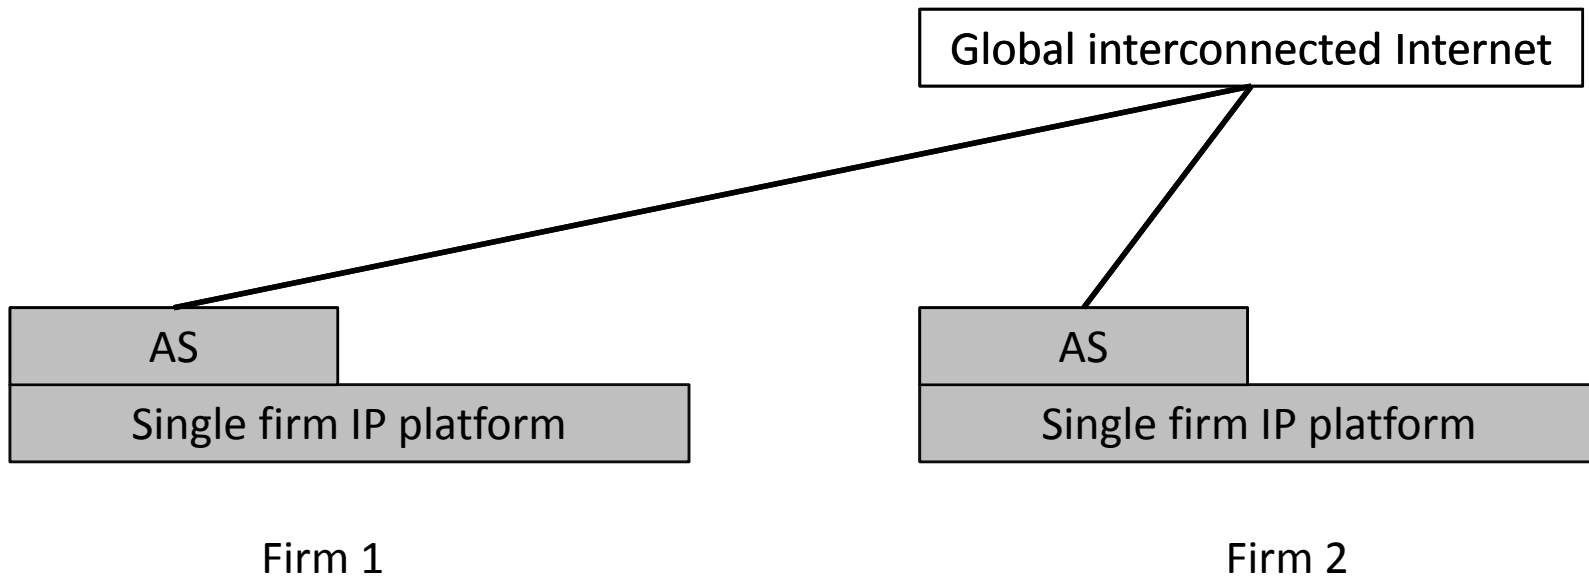 Global interconnected Internet
AS
AS
Single firm IP platform
Single firm IP platform
Firm 1
Firm 2